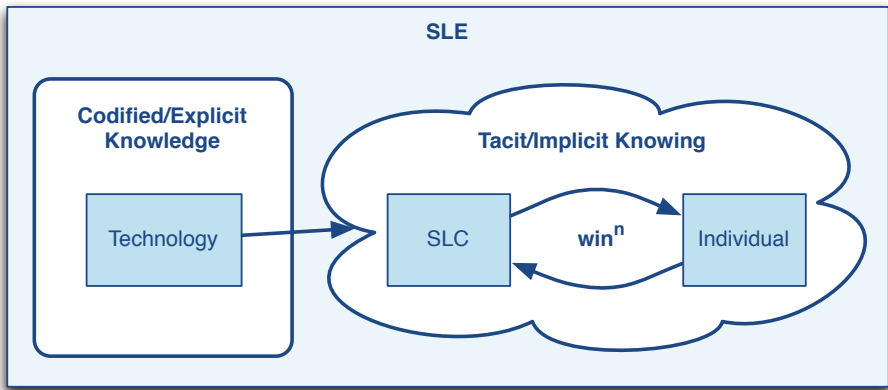 SLE
Codified/Explicit
Knowledge
Technology
Tacit/Implicit Knowing
SLC
winⁿ
Individual